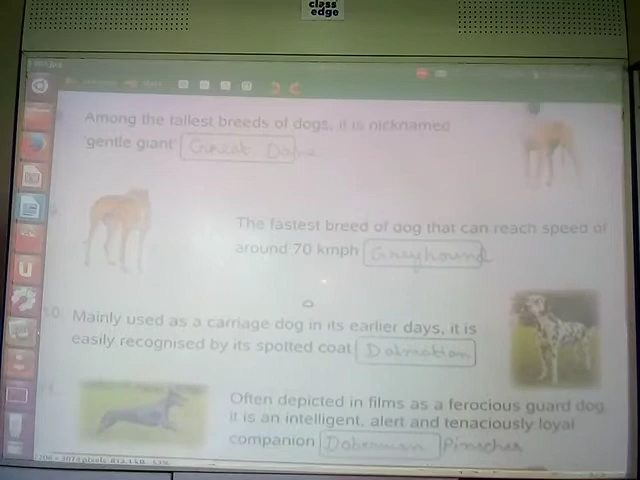 class
edge
Among the tallest breeds of dogs, it is nicknamed
'gentle giant' Great Dane
The fastest breed of dog that can reach speed of
around 70 kmph Greyhound
10. Mainly used as a carriage dog in its earlier days, it is
easily recognised by its spotted coat Dalmatian
Often depicted in films as a ferocious guard dog
it is an intelligent, alert and tenaciously loyal
companion Doberman Pinscher